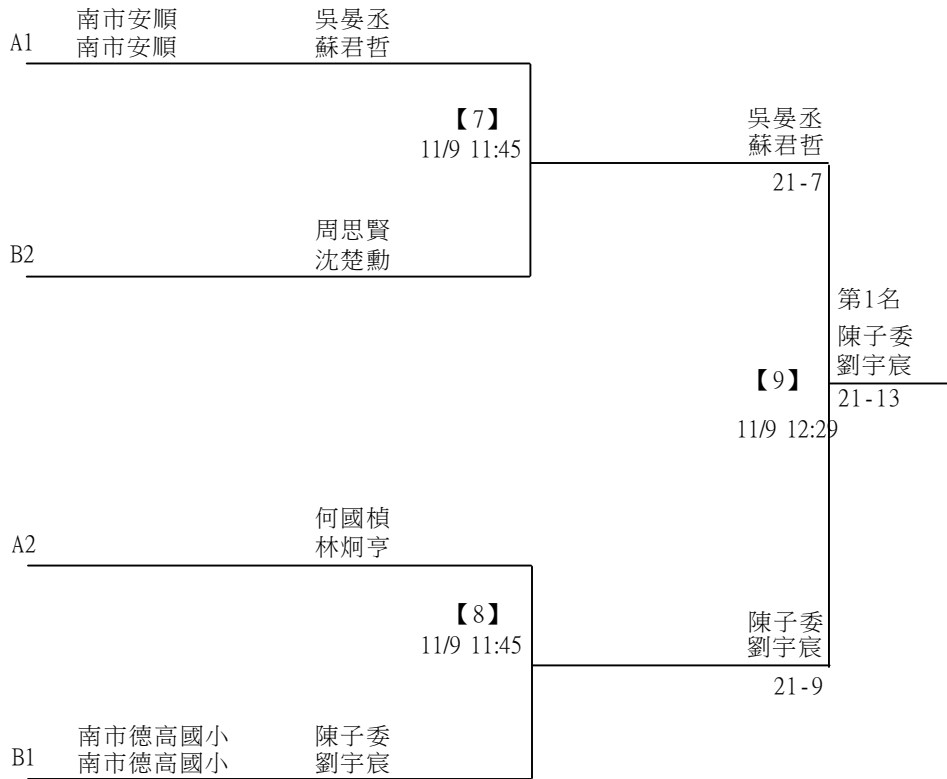 南市安順 吳晏丞
A1 南市安順 蘇君哲
【7】
11/9 11:45
吳晏丞
蘇君哲
21-7
周思賢
B2 沈楚勳
第1名
陳子委
劉宇宸
【9】
21-13
11/9 12:29
何國楨
A2 林炯亨
【8】
11/9 11:45
陳子委
劉宇宸
21-9
南市德高國小 陳子委
B1 南市德高國小 劉宇宸